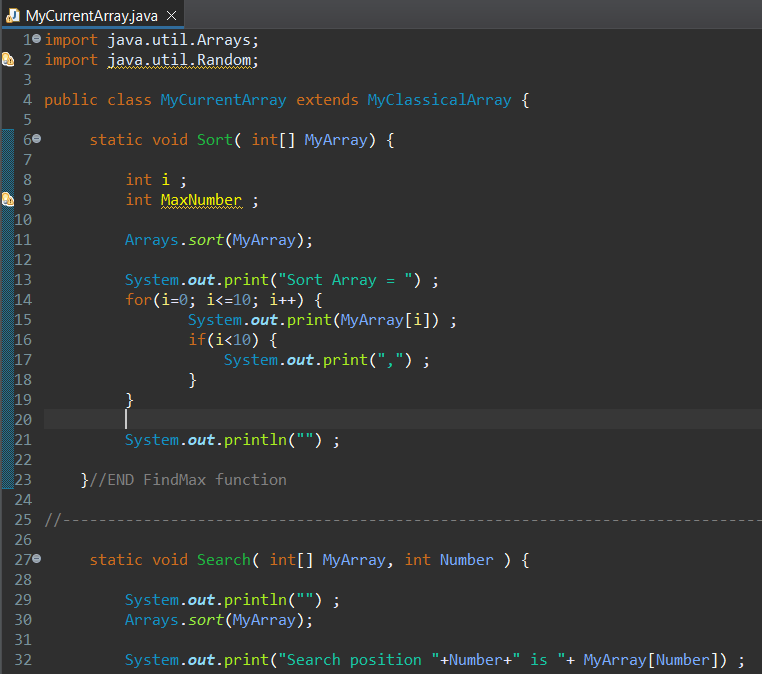 MyCurrentArray.java
1 import java.util.Arrays;
2 import java.util.Random;
3
4 public class MyCurrentArray extends MyClassicalArray {
5
6 static void Sort( int[] MyArray) {
7
8 int i ;
9 int MaxNumber ;
10
11 Arrays.sort(MyArray);
12
13 System.out.print("Sort Array = ") ;
14 for(i=0; i<=10; i++) {
15 System.out.print(MyArray[i]) ;
16 if(i<10) {
17 System.out.print(",") ;
18 }
19 }
20
21 System.out.println("") ;
22
23 }//END FindMax function
24
25 //------------------------------------------------------------------------------
26
27 static void Search( int[] MyArray, int Number ) {
28
29 System.out.println("") ;
30 Arrays.sort(MyArray);
31
32 System.out.print("Search position "+Number+" is "+ MyArray[Number]) ;